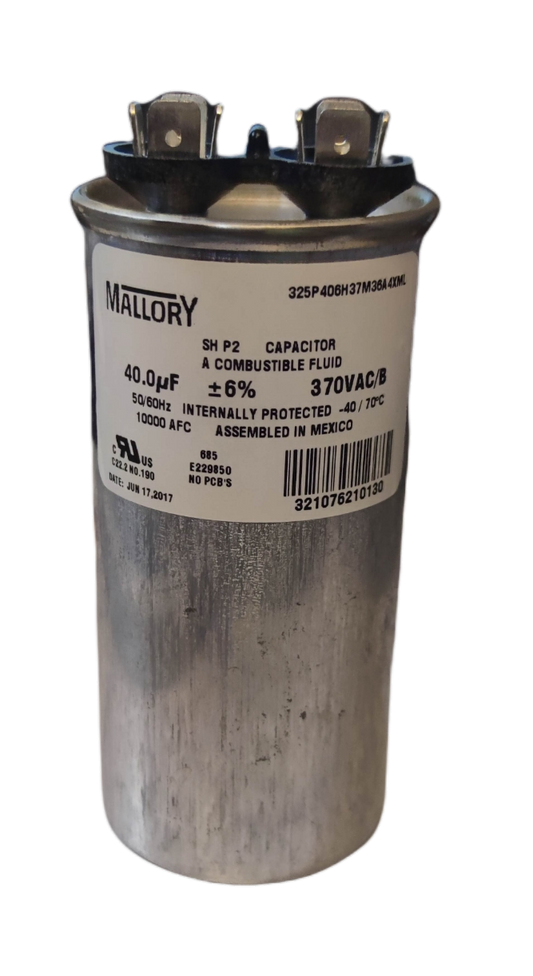 MALLORY
325P406H37M36A4XML
SH P2 CAPACITOR
A COMBUSTIBLE FLUID
40.0µF ±6% 370VAC/B
50/60Hz INTERNALLY PROTECTED -40 / 70°C
10000 AFC ASSEMBLED IN MEXICO
C RU US
C22.2 NO.190
DATE: JUN 17,2017
685
E229850
NO PCB'S
321076210130